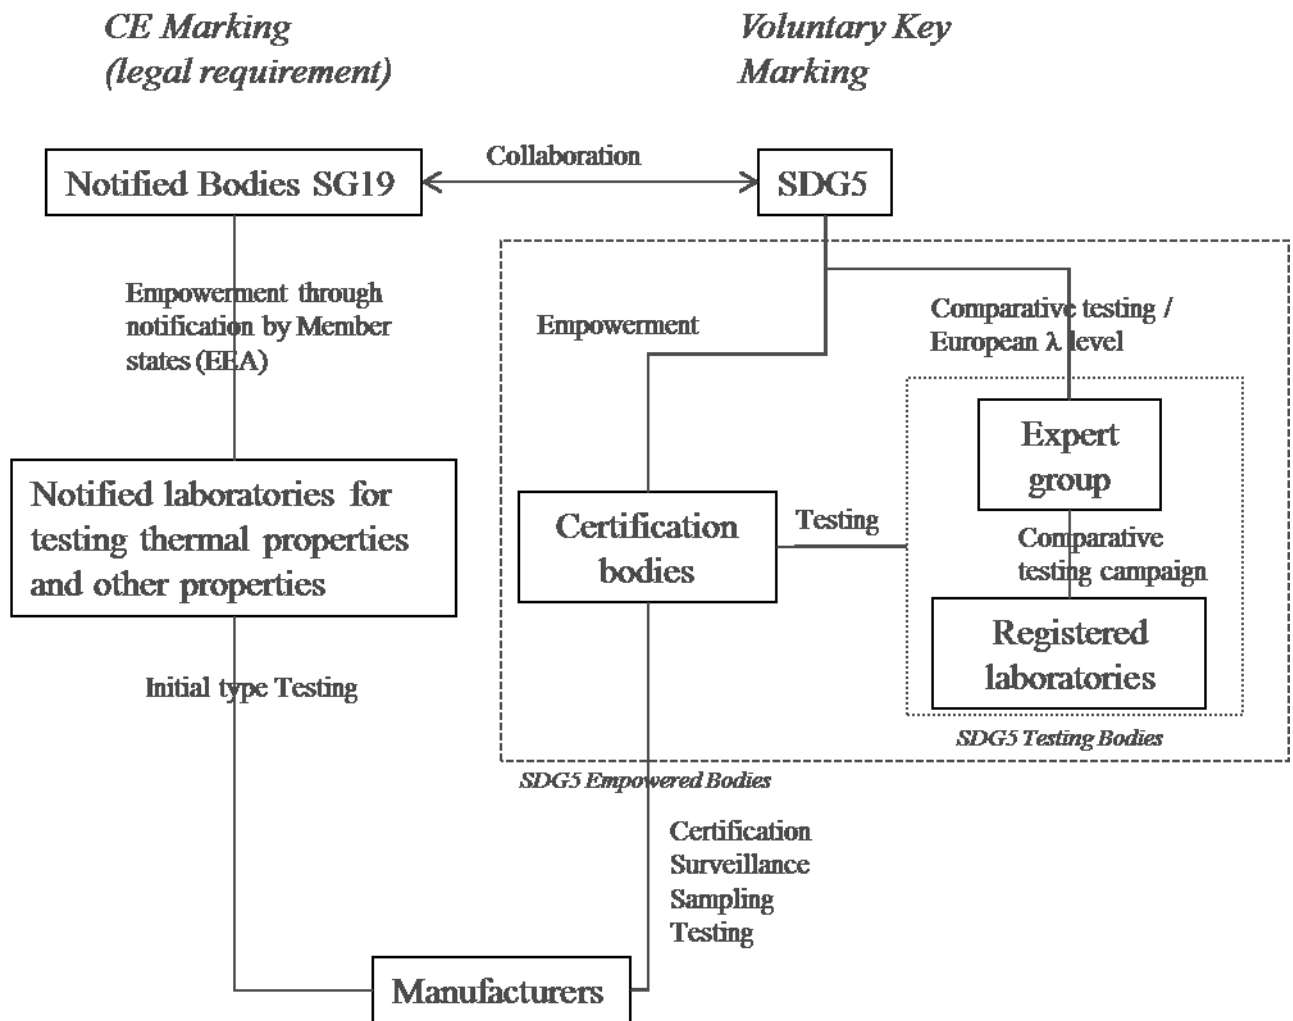 CE Marking
(legal requirement)
Voluntary Key
Marking
Collaboration
Notified Bodies SG19
SDG5
Empowerment through
notification by Member
states (EEA)
Empowerment
Comparative testing /
European λ level
Expert
group
Notified laboratories for
testing thermal properties
and other properties
Certification
bodies
Testing
Comparative
testing campaign
Registered
laboratories
Initial type Testing
SDG5 Testing Bodies
SDG5 Empowered Bodies
Certification
Surveillance
Sampling
Testing
Manufacturers